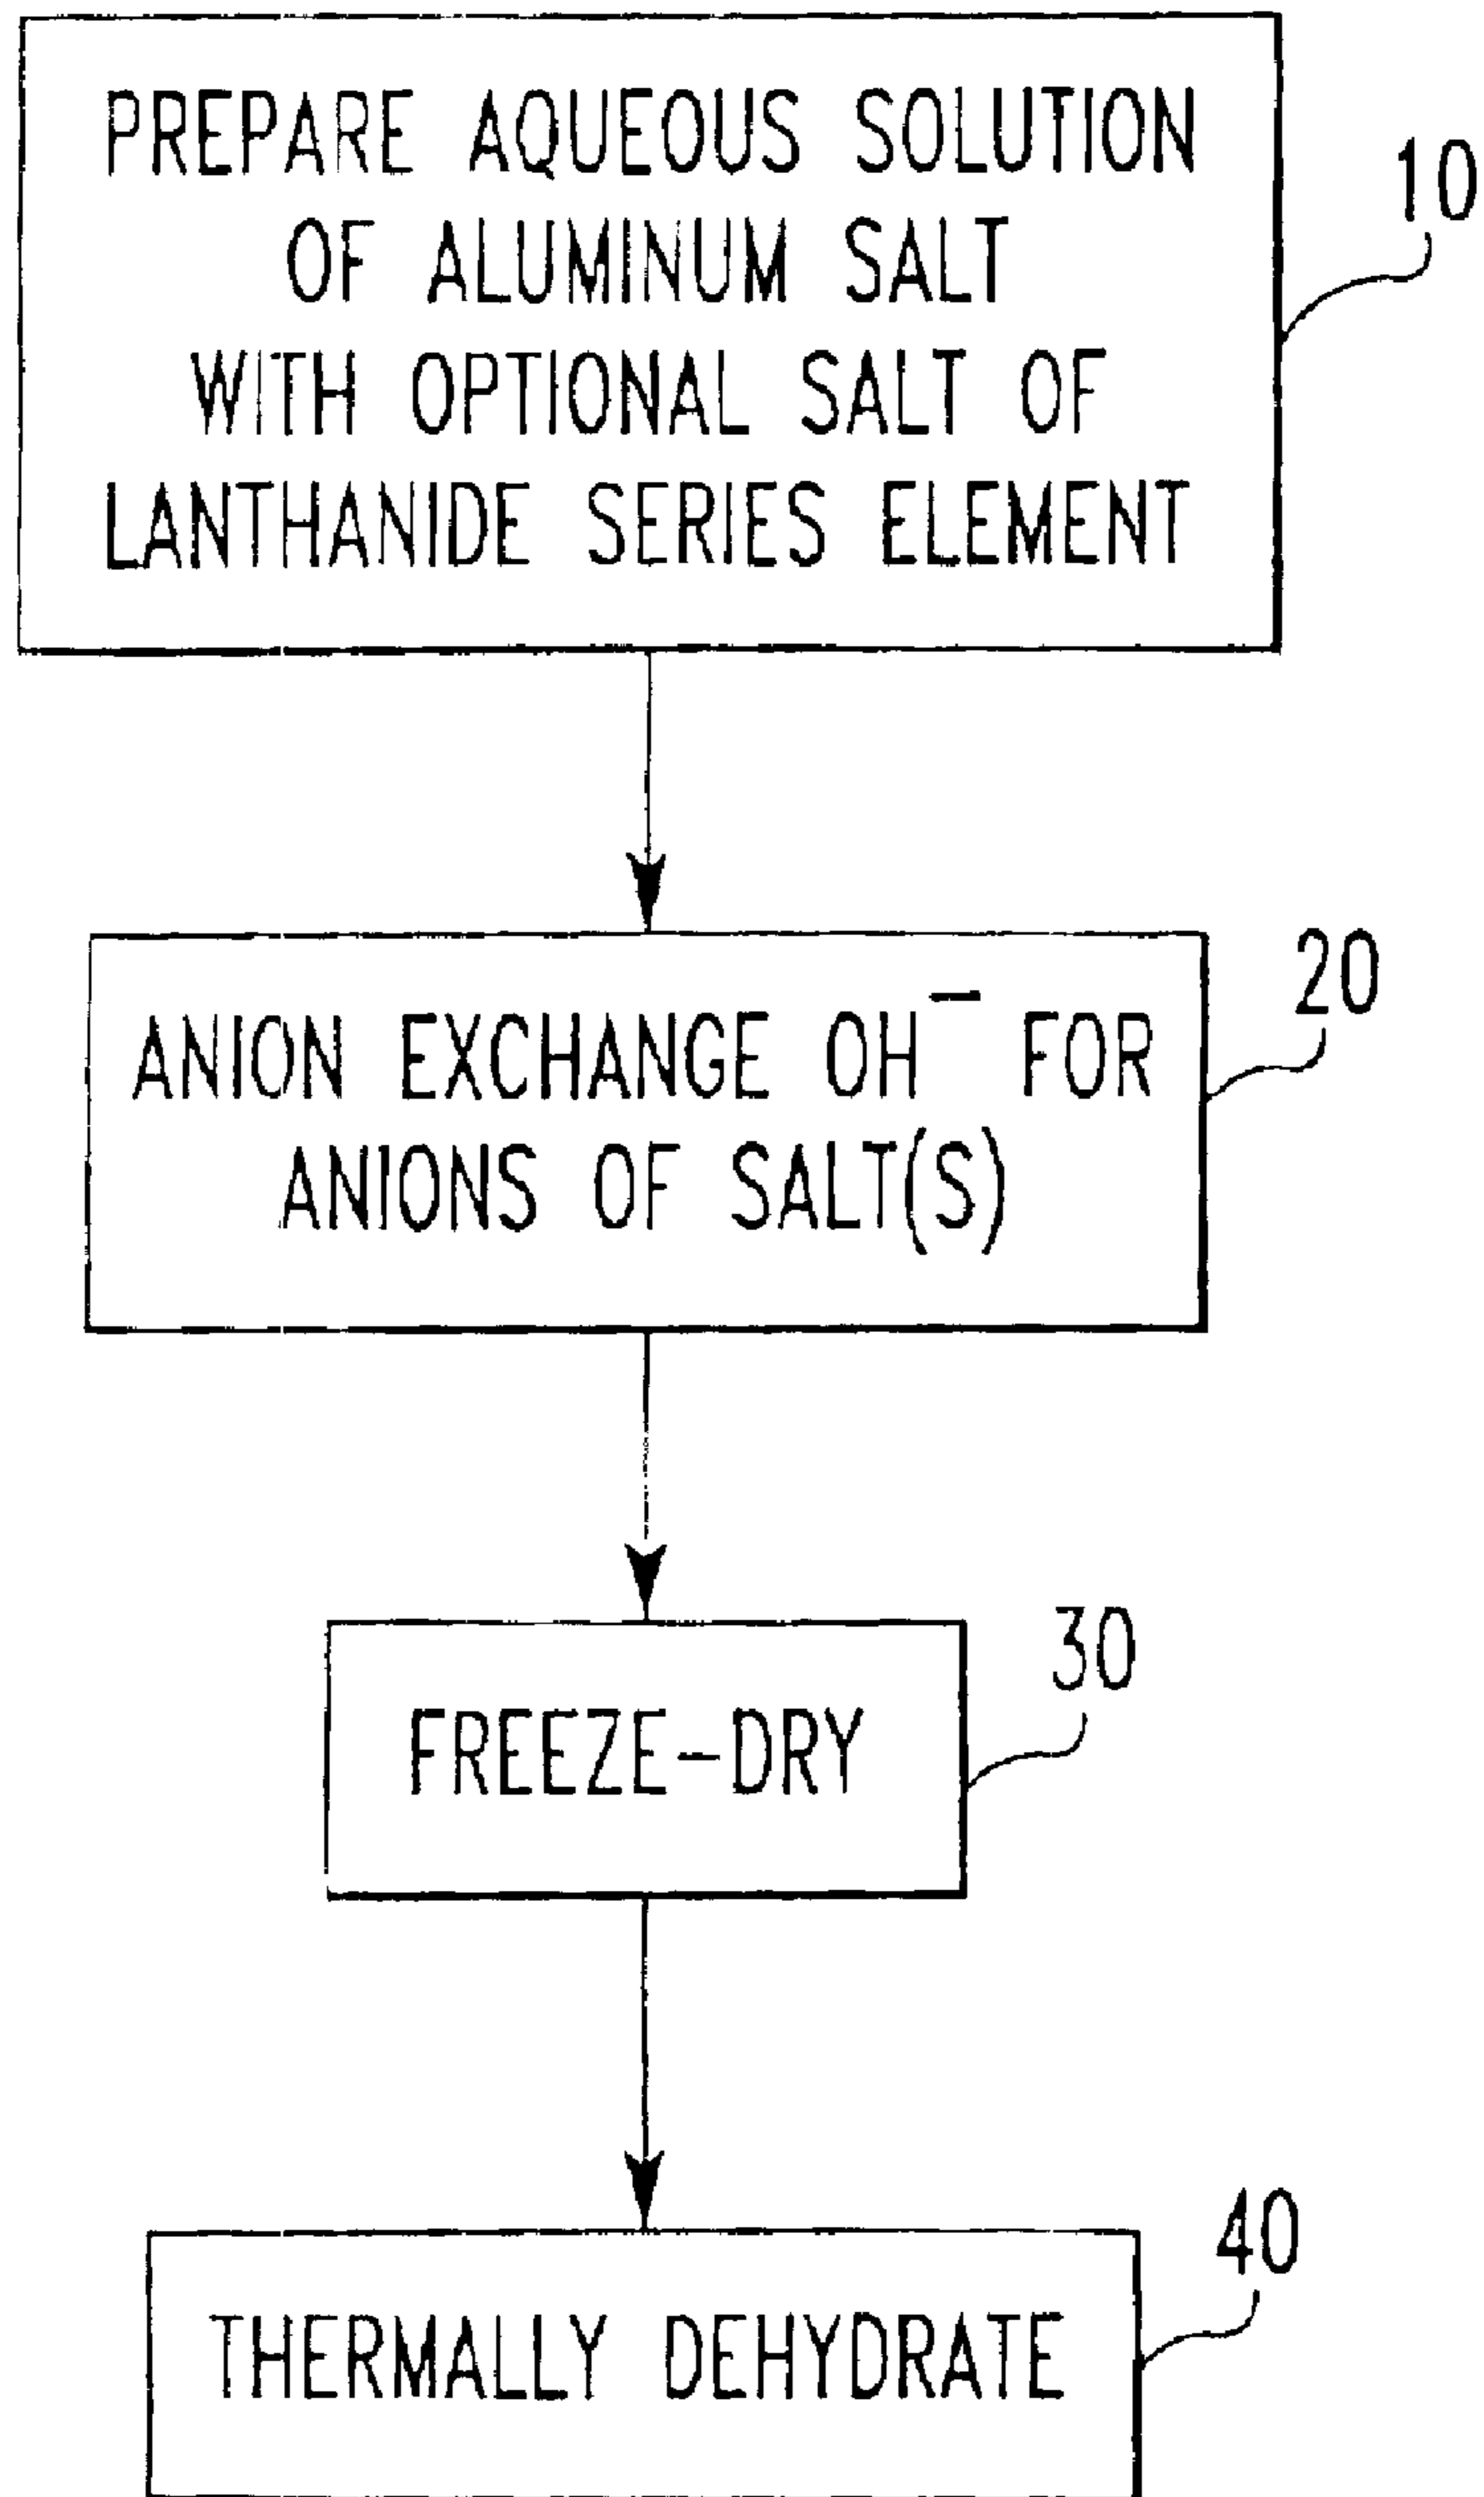 PREPARE AQUEOUS SOLUTION
OF ALUMINUM SALT
WITH OPTIONAL SALT OF
LANTHANIDE SERIES ELEMENT
10
20
ANION EXCHANGE OH⁻ FOR
ANIONS OF SALT(S)
30
FREEZE-DRY
40
THERMALLY DEHYDRATE